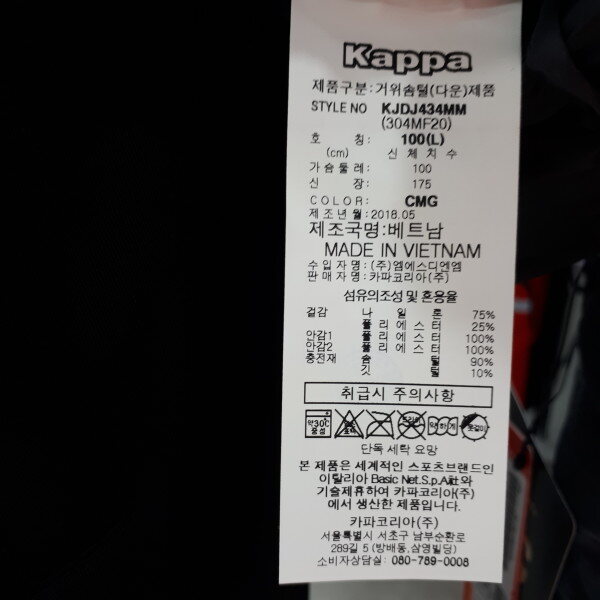 Kappa
제품구분:거위솜털(다운)제품
STYLE NO KJDJ434MM
(304MF20)
호 칭: 100(L)
(cm) 신체치수
가슴둘레: 100
신 장: 175
COLOR: CMG
제조년월:2018.05
제조국명:베트남
MADE IN VIETNAM
수입자명:(주)엠에스디엔엠
판매자명:카파코리아(주)
섬유의조성 및 혼용율
겉감 나일론 75%
폴리에스터 25%
안감1 폴리에스터 100%
안감2 폴리에스터 100%
충전재 솜털 90%
깃털 10%
취급시 주의사항
약30℃
중성
약하게
옷걸이
단독 세탁 요망
본 제품은 세계적인 스포츠브랜드인
이탈리아 Basic Net.S.p.A와
기술제휴하여 카파코리아(주)
에서 생산한 제품입니다.
카파코리아(주)
서울특별시 서초구 남부순환로
289길 5 (방배동,삼영빌딩)
소비자상담실: 080-789-0008